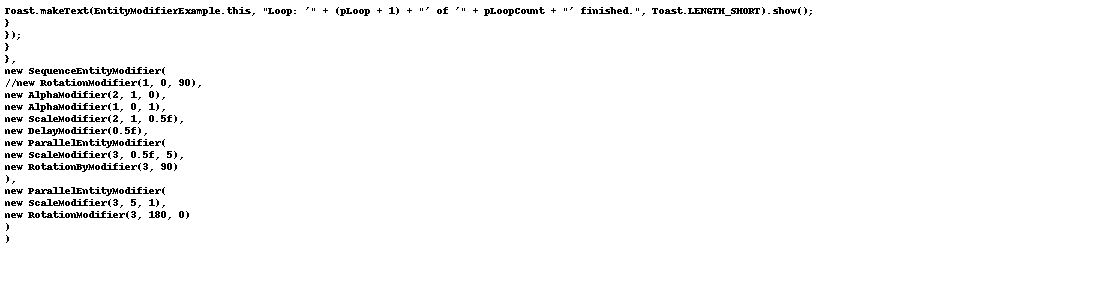 Toast.makeText(EntityModifierExample.this, "Loop: '" + (pLoop + 1) + "' of '" + pLoopCount + "' finished.", Toast.LENGTH_SHORT).show();
}
});
}
},
new SequenceEntityModifier(
//new RotationModifier(1, 0, 90),
new AlphaModifier(2, 1, 0),
new AlphaModifier(1, 0, 1),
new ScaleModifier(2, 1, 0.5f),
new DelayModifier(0.5f),
new ParallelEntityModifier(
new ScaleModifier(3, 0.5f, 5),
new RotationByModifier(3, 90)
),
new ParallelEntityModifier(
new ScaleModifier(3, 5, 1),
new RotationModifier(3, 180, 0)
)
)